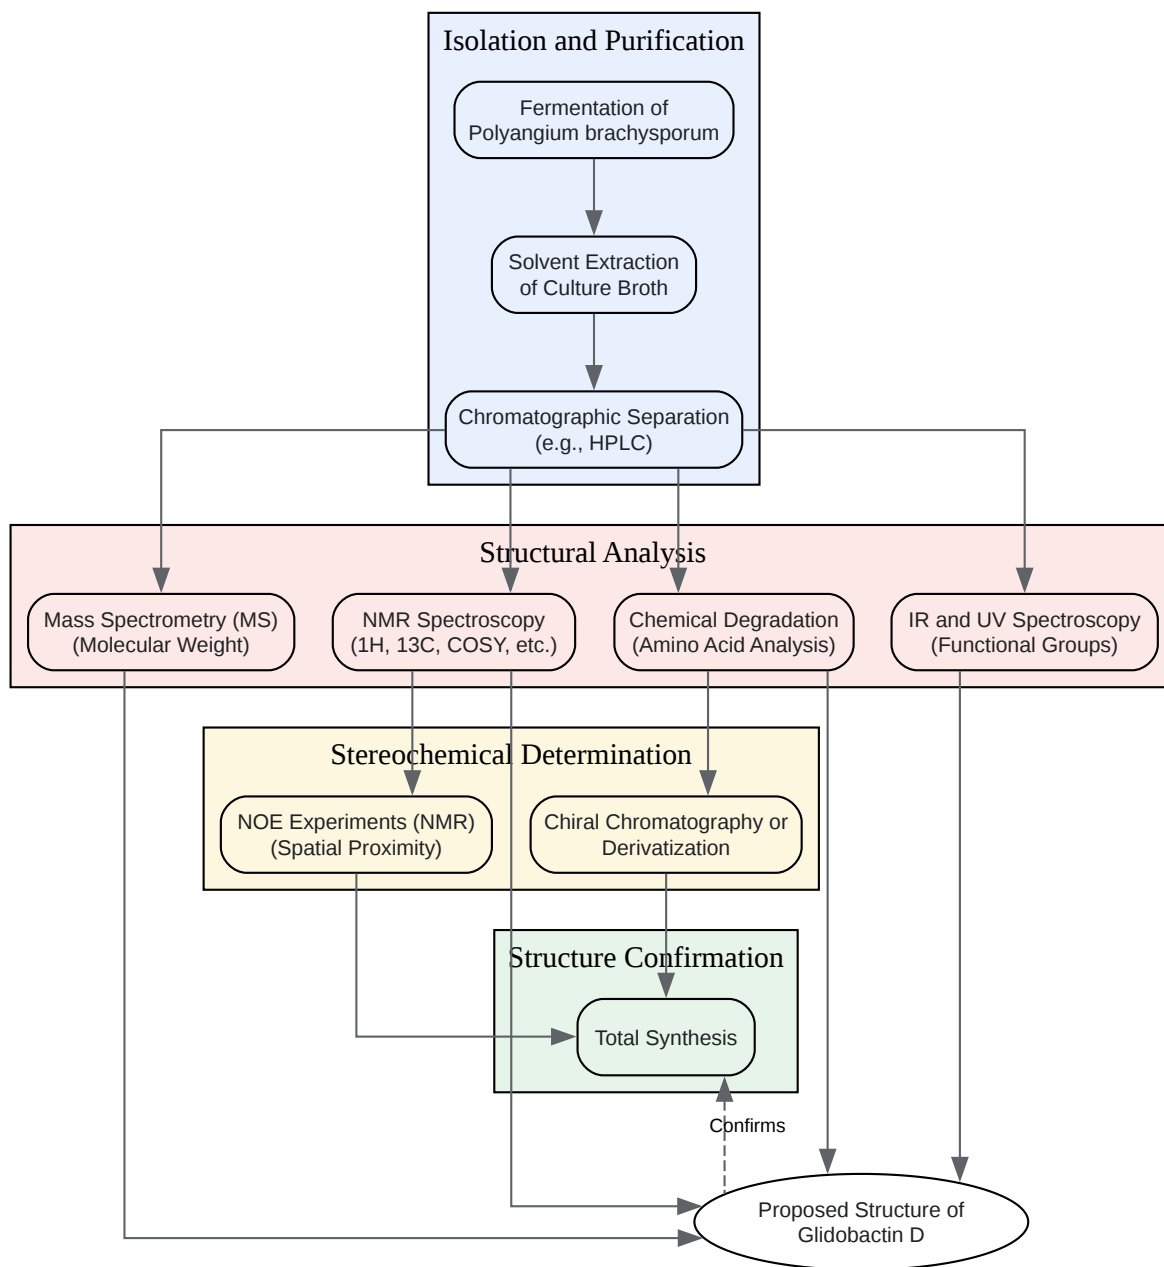 Isolation and Purification
Fermentation of
Polyangium brachysporum
Solvent Extraction
of Culture Broth
Chromatographic Separation
(e.g., HPLC)
Structural Analysis
Mass Spectrometry (MS)
(Molecular Weight)
NMR Spectroscopy
(1H, 13C, COSY, etc.)
Chemical Degradation
(Amino Acid Analysis)
IR and UV Spectroscopy
(Functional Groups)
Stereochemical Determination
NOE Experiments (NMR)
(Spatial Proximity)
Chiral Chromatography or
Derivatization
Structure Confirmation
Total Synthesis
Confirms
Proposed Structure of
Glidobactin D